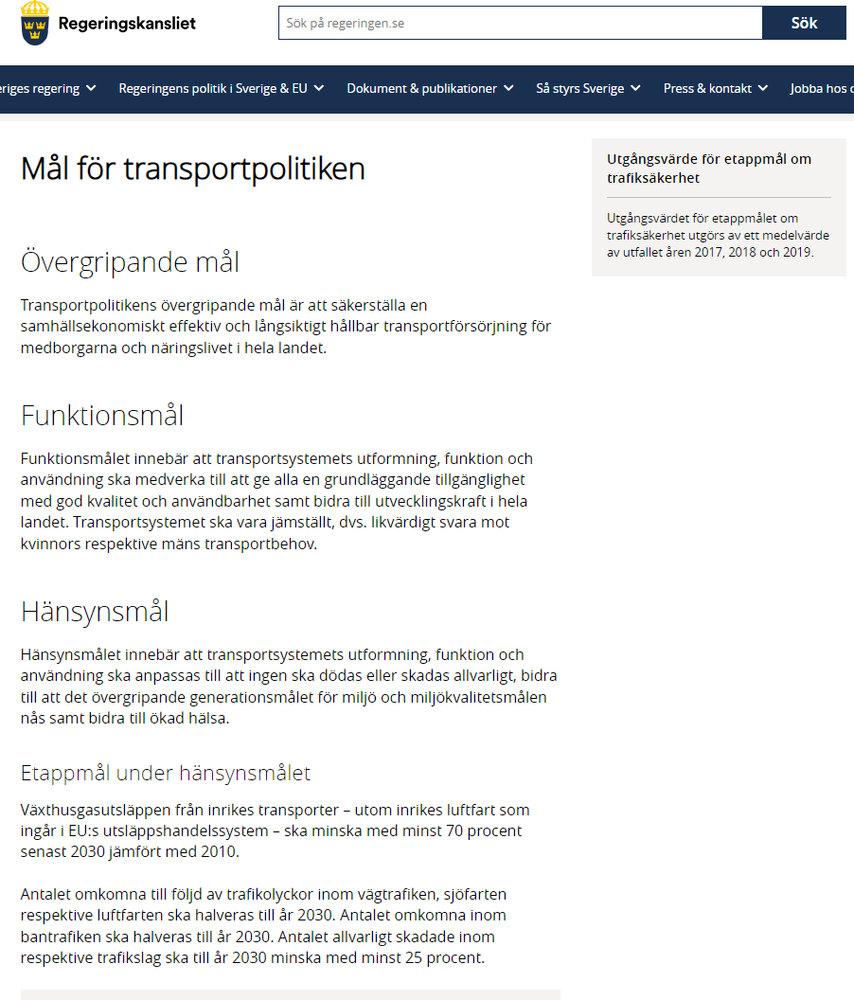 Regeringskansliet
Sök på regeringen.se
Sök
eriges regering
Regeringens politik i Sverige & EU
Dokument & publikationer
Så styrs Sverige
Press & kontakt
Jobba hos
Mål för transportpolitiken
Övergripande mål
Transportpolitikens övergripande mål är att säkerställa en
samhällsekonomiskt effektiv och långsiktigt hållbar transportförsörjning för
medborgarna och näringslivet i hela landet.
Funktionsmål
Funktionsmålet innebär att transportsystemets utformning, funktion och
användning ska medverka till att ge alla en grundläggande tillgänglighet
med god kvalitet och användbarhet samt bidra till utvecklingskraft i hela
landet. Transportsystemet ska vara jämställt, dvs. likvärdigt svara mot
kvinnors respektive mäns transportbehov.
Hänsynsmål
Hänsynsmålet innebär att transportsystemets utformning, funktion och
användning ska anpassas till att ingen ska dödas eller skadas allvarligt, bidra
till att det övergripande generationsmålet för miljö och miljökvalitetsmålen
nås samt bidra till ökad hälsa.
Etappmål under hänsynsmålet
Växthusgasutsläppen från inrikes transporter – utom inrikes luftfart som
ingår i EU:s utsläppshandelssystem – ska minska med minst 70 procent
senast 2030 jämfört med 2010.
Antalet omkomna till följd av trafikolyckor inom vägtrafiken, sjöfarten
respektive luftfarten ska halveras till år 2030. Antalet omkomna inom
bantrafiken ska halveras till år 2030. Antalet allvarligt skadade inom
respektive trafikslag ska till år 2030 minska med minst 25 procent.
Utgångsvärde för etappmål om
trafiksäkerhet
Utgångsvärdet för etappmålet om
trafiksäkerhet utgörs av ett medelvärde
av utfallet åren 2017, 2018 och 2019.